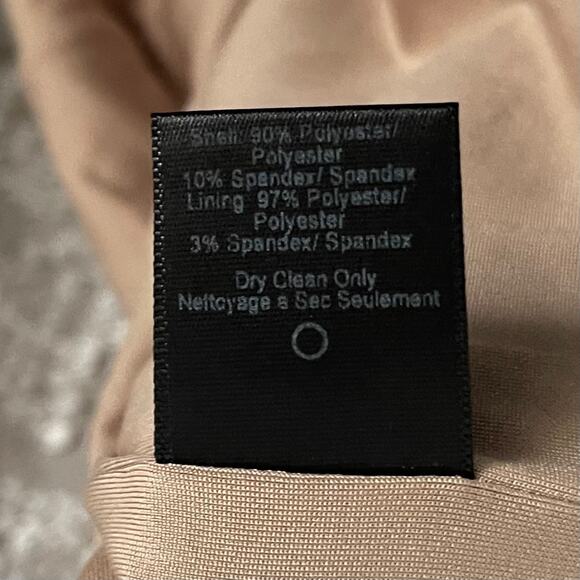 Shell: 90% Polyester/
Polyester
10% Spandex/ Spandex
Lining: 97% Polyester/
Polyester
3% Spandex/ Spandex
Dry Clean Only
Nettoyage a Sec Seulement